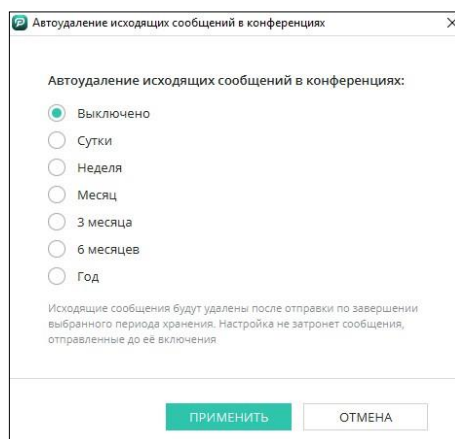 Автоудаление исходящих сообщений в конференциях
Автоудаление исходящих сообщений в конференциях:
Выключено
Сутки
Неделя
Месяц
3 месяца
6 месяцев
Год
Исходящие сообщения будут удалены после отправки по завершении
выбранного периода хранения. Настройка не затронет сообщения,
отправленные до её включения
ПРИМЕНИТЬ
ОТМЕНА